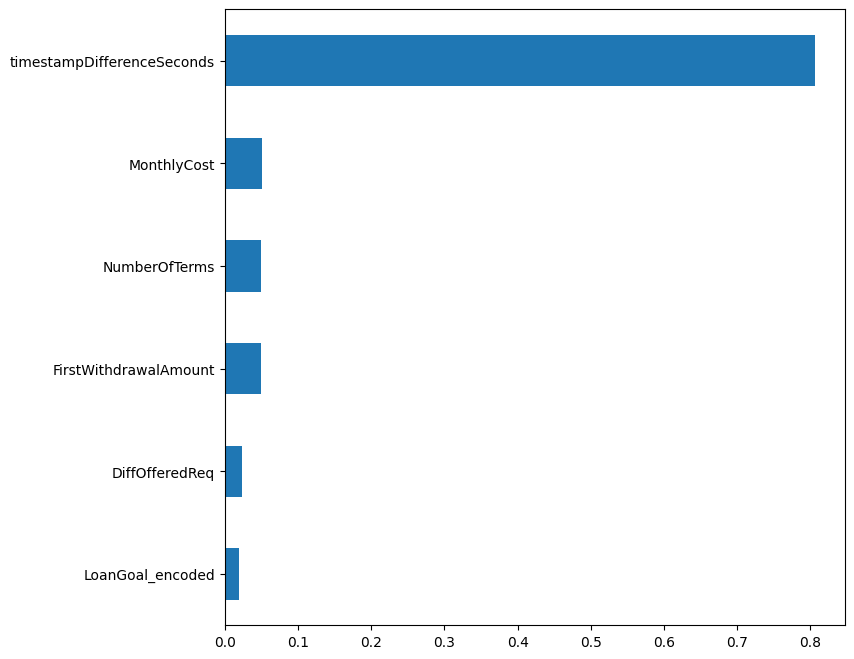 timestampDifferenceSeconds
MonthlyCost
NumberOfTerms
FirstWithdrawalAmount
DiffOfferedReq
LoanGoal_encoded
0.0 0.1 0.2 0.3 0.4 0.5 0.6 0.7 0.8